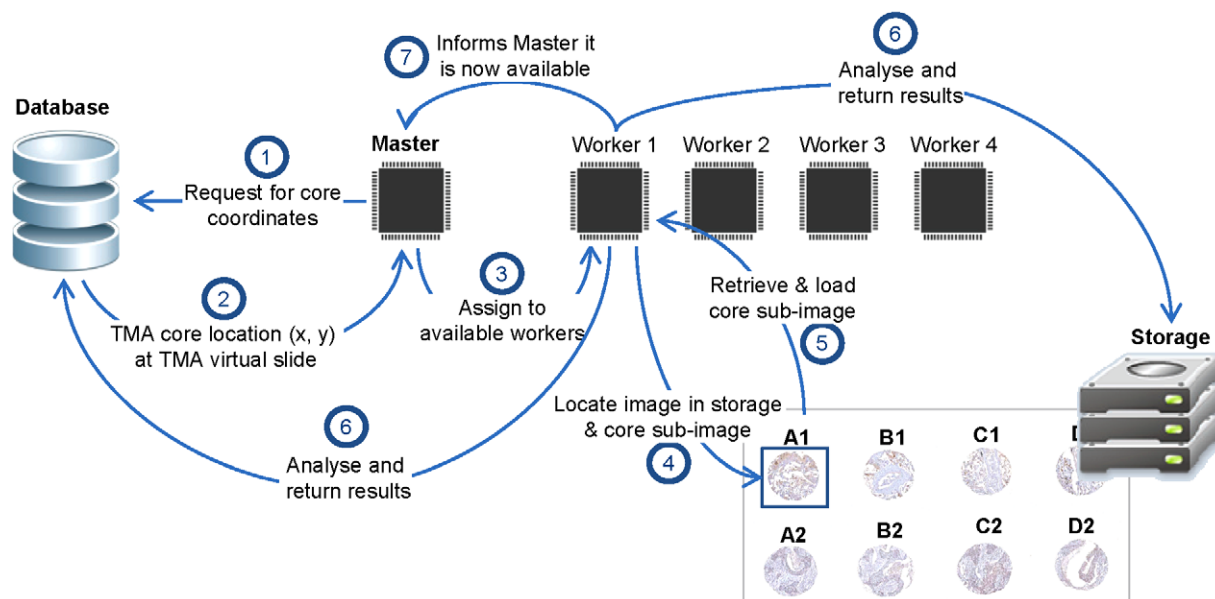 7
Informs Master it
is now available
6
Analyse and
return results
Database
Master
Worker 1
Worker 2
Worker 3
Worker 4
1
Request for core
coordinates
2
TMA core location (x, y)
at TMA virtual slide
3
Assign to
available workers
Retrieve & load
core sub-image
5
Storage
Locate image in storage
& core sub-image
4
6
Analyse and
return results
A1
B1
C1
D
A2
B2
C2
D2